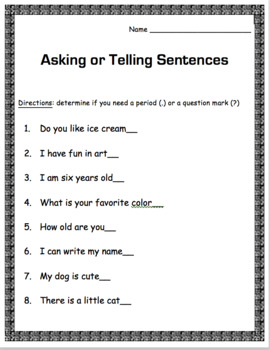 Name ____________________
Asking or Telling Sentences
Directions: determine if you need a period (.) or a question mark (?)
1. Do you like ice cream__
2. I have fun in art__
3. I am six years old__
4. What is your favorite color__
5. How old are you__
6. I can write my name__
7. My dog is cute__
8. There is a little cat__